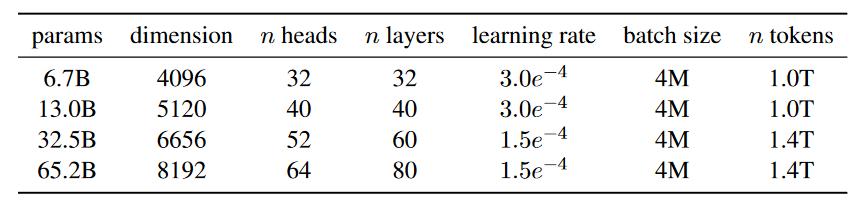 params dimension n heads n layers learning rate batch size n tokens
6.7B 4096 32 32 3.0e−4 4M 1.0T
13.0B 5120 40 40 3.0e−4 4M 1.0T
32.5B 6656 52 60 1.5e−4 4M 1.4T
65.2B 8192 64 80 1.5e−4 4M 1.4T